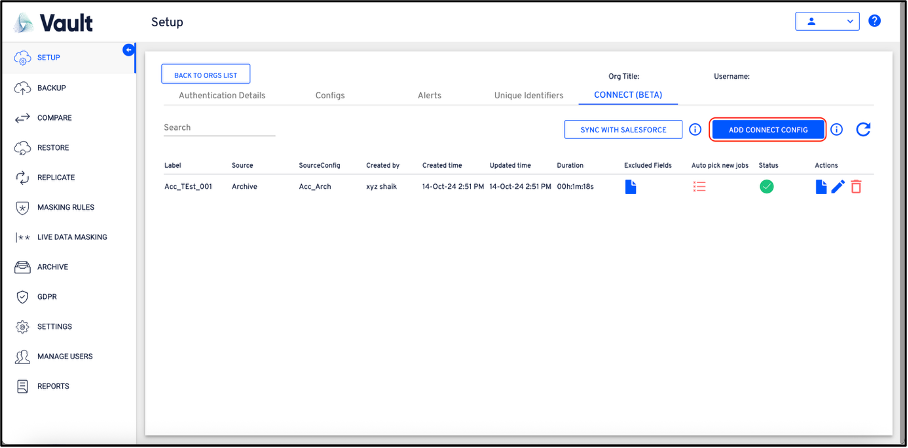 Vault
Setup
?
SETUP
BACKUP
COMPARE
RESTORE
REPLICATE
MASKING RULES
LIVE DATA MASKING
ARCHIVE
GDPR
SETTINGS
MANAGE USERS
REPORTS
BACK TO ORGS LIST
Org Title:
Username:
Authentication Details
Configs
Alerts
Unique Identifiers
CONNECT (BETA)
Search
SYNC WITH SALESFORCE
ADD CONNECT CONFIG
Label Source SourceConfig Created by Created time Updated time Duration Excluded Fields Auto pick new jobs Status Actions
Acc_TEst_001 Archive Acc_Arch xyz shaik 14-Oct-24 2:51 PM 14-Oct-24 2:51 PM 00h:1m:18s